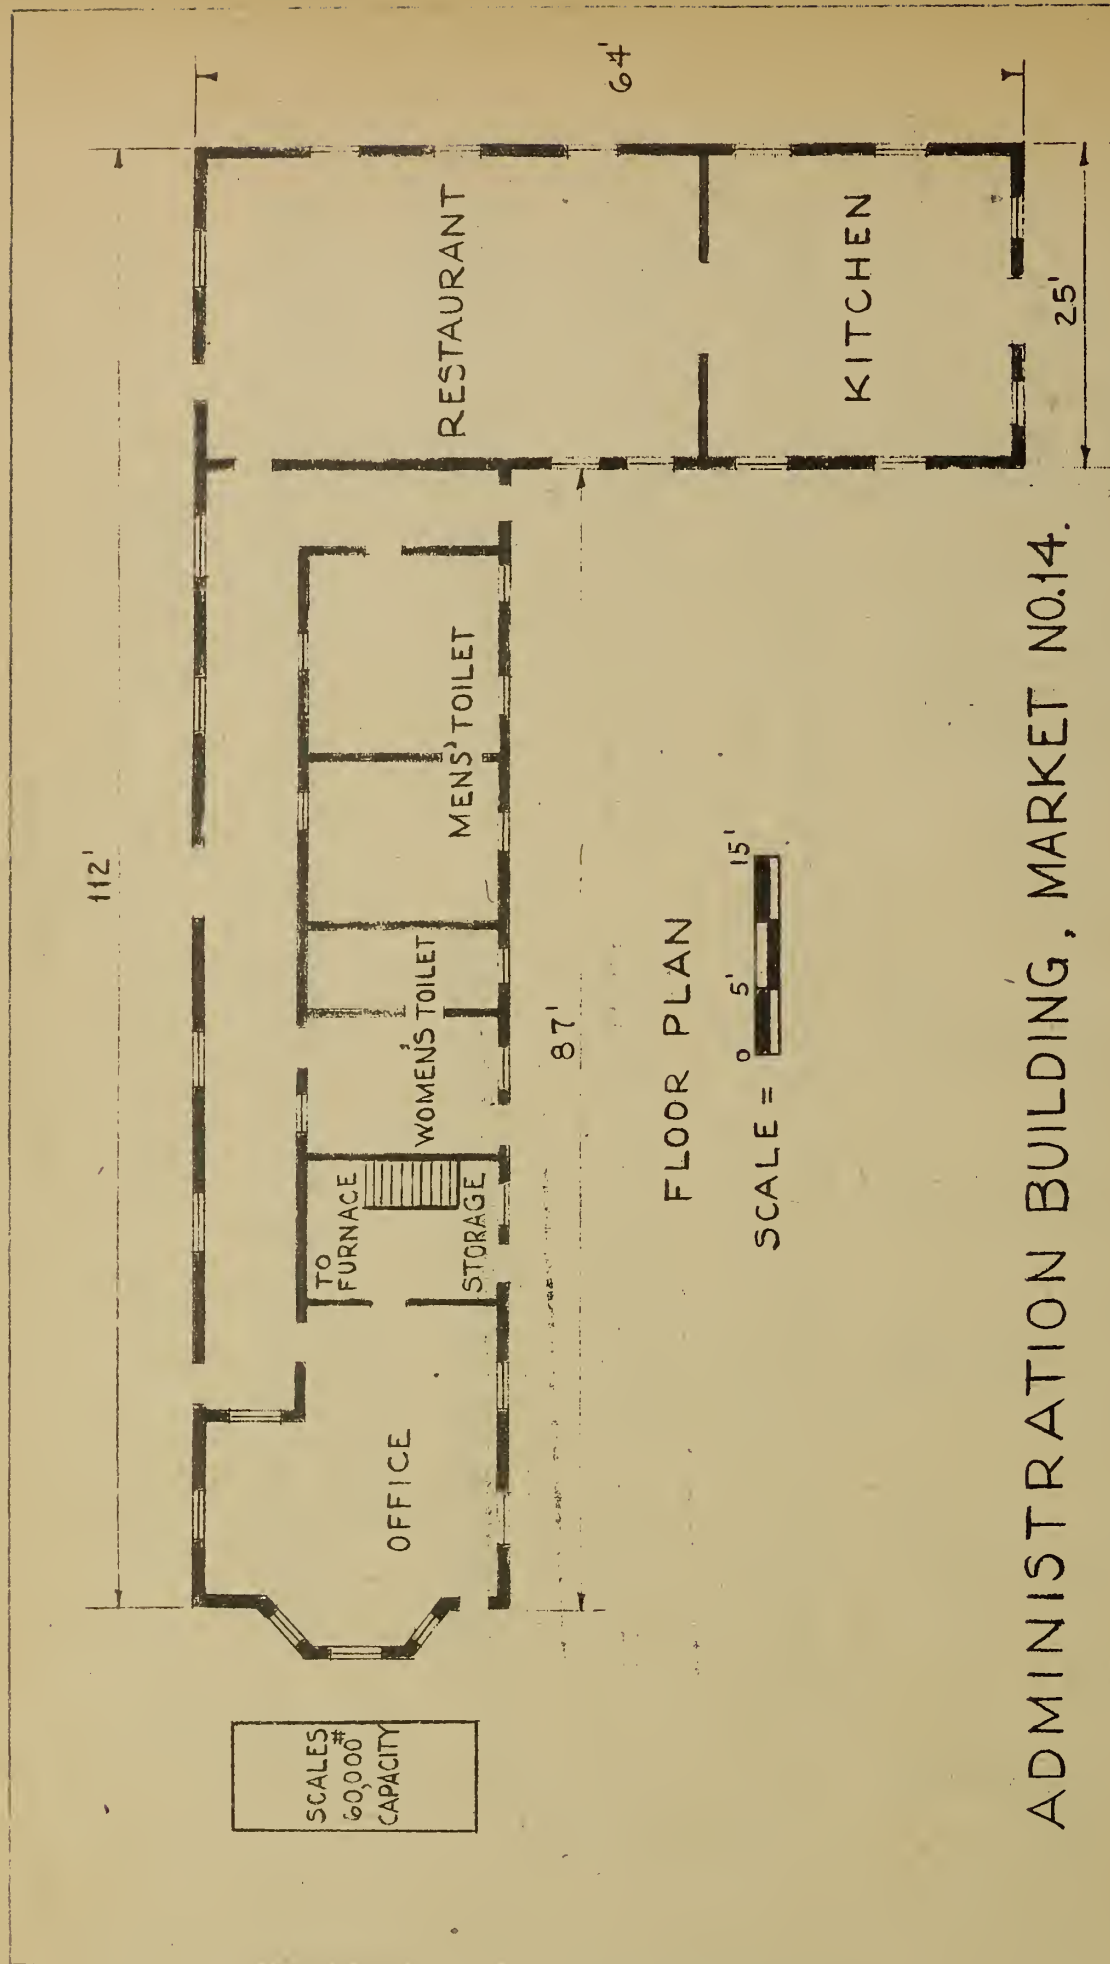 112'
64'
RESTAURANT
KITCHEN
25'
MENS' TOILET
WOMEN'S TOILET
TO
FURNACE
STORAGE
OFFICE
87'
SCALES
60,000#
CAPACITY
FLOOR PLAN
SCALE = 0 5' 15'
ADMINISTRATION BUILDING, MARKET NO.14.